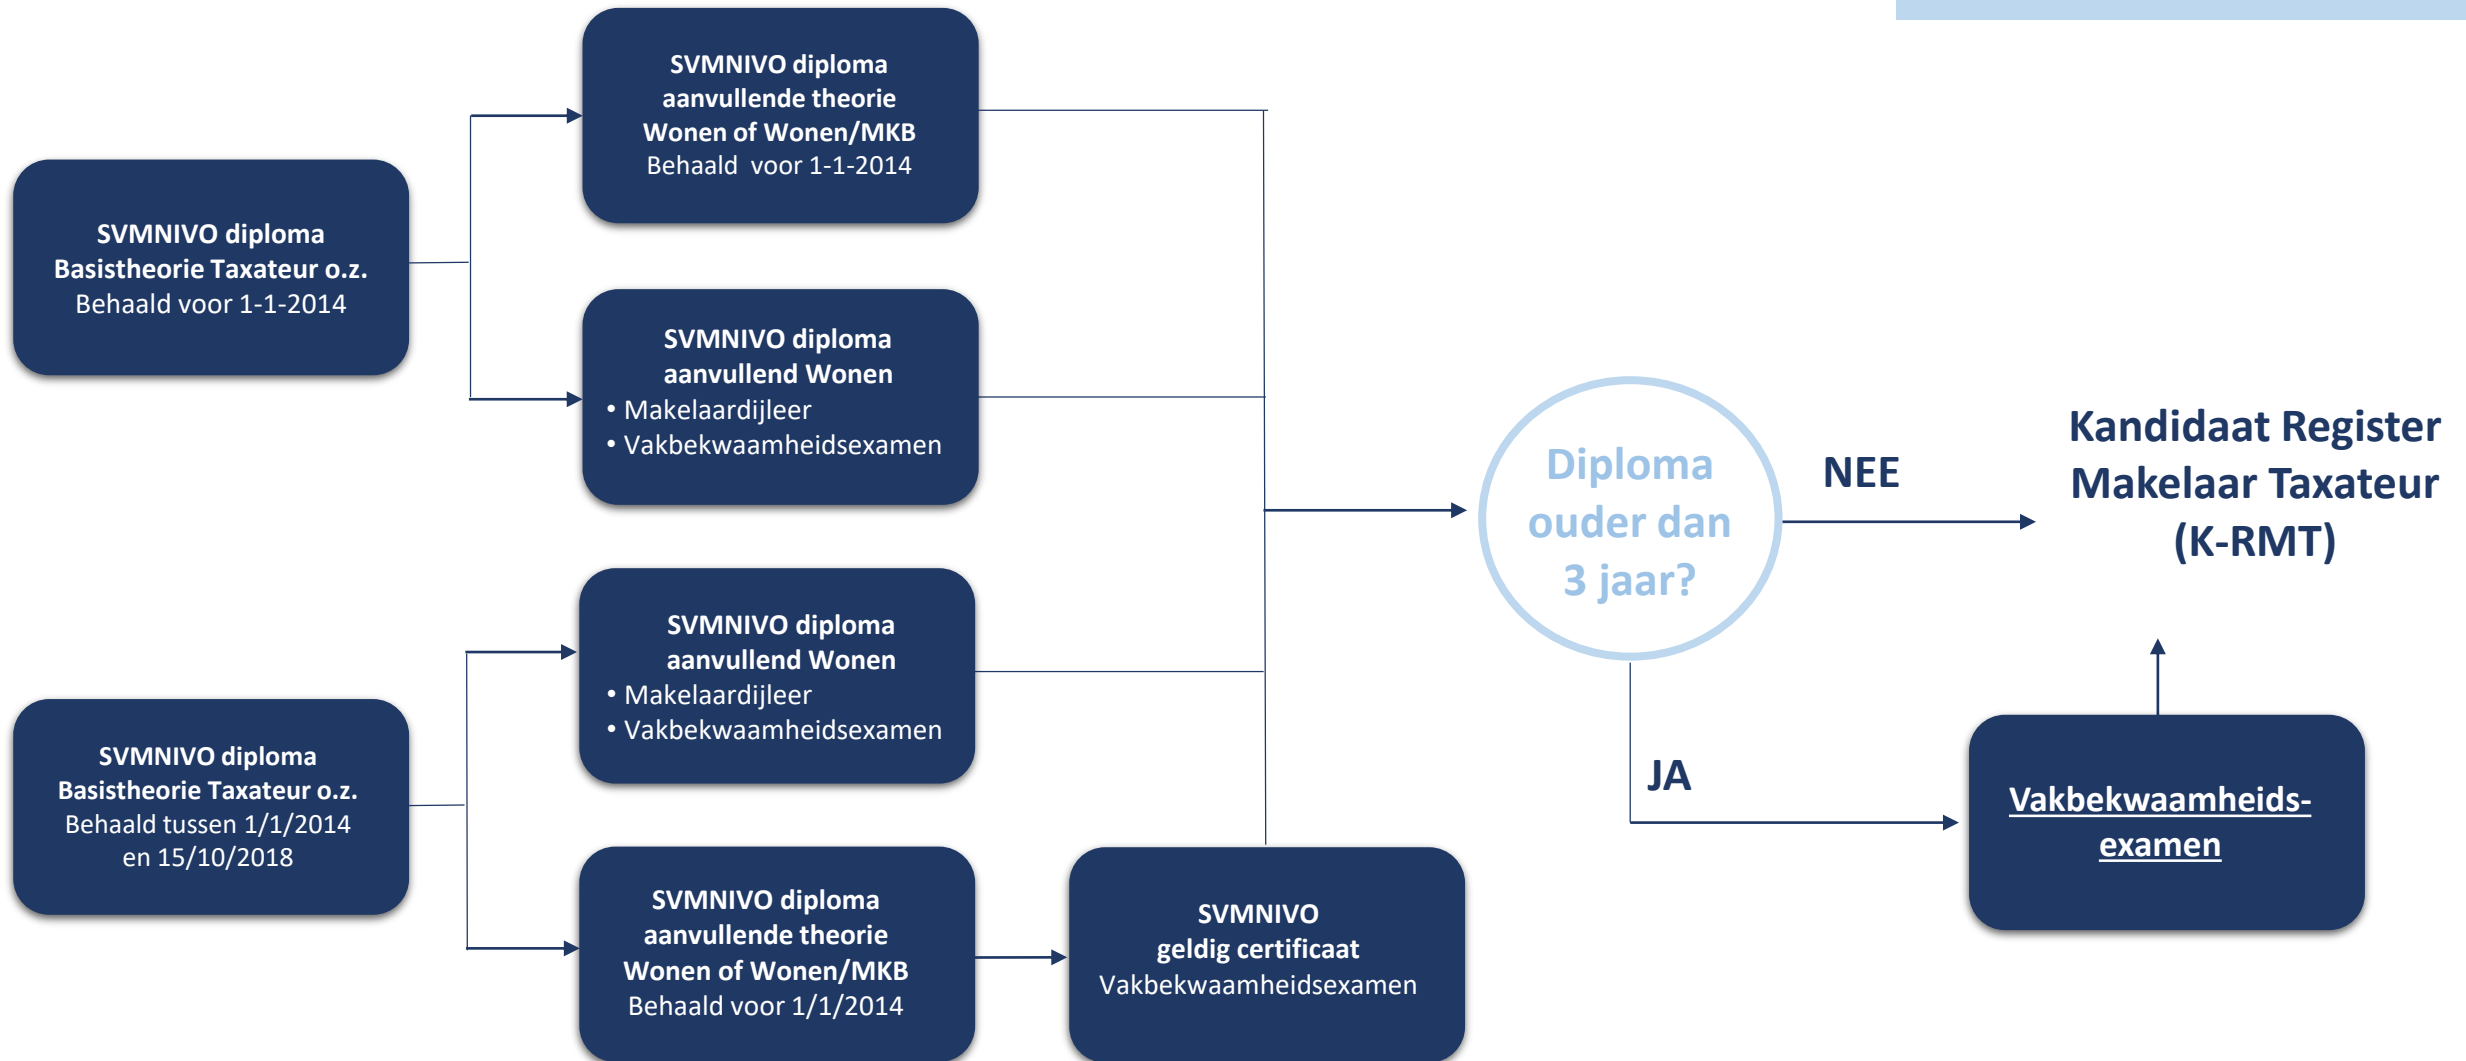 SVMNIVO diploma
aanvullende theorie
Wonen of Wonen/MKB
Behaald voor 1-1-2014
SVMNIVO diploma
Basistheorie Taxateur o.z.
Behaald voor 1-1-2014
SVMNIVO diploma
aanvullend Wonen
• Makelaardijleer
• Vakbekwaamheidsexamen
SVMNIVO diploma
Basistheorie Taxateur o.z.
Behaald tussen 1/1/2014
en 15/10/2018
SVMNIVO diploma
aanvullend Wonen
• Makelaardijleer
• Vakbekwaamheidsexamen
SVMNIVO diploma
aanvullende theorie
Wonen of Wonen/MKB
Behaald voor 1/1/2014
SVMNIVO
geldig certificaat
Vakbekwaamheidsexamen
Diploma
ouder dan
3 jaar?
NEE
JA
Kandidaat Register
Makelaar Taxateur
(K-RMT)
Vakbekwaamheids-
examen